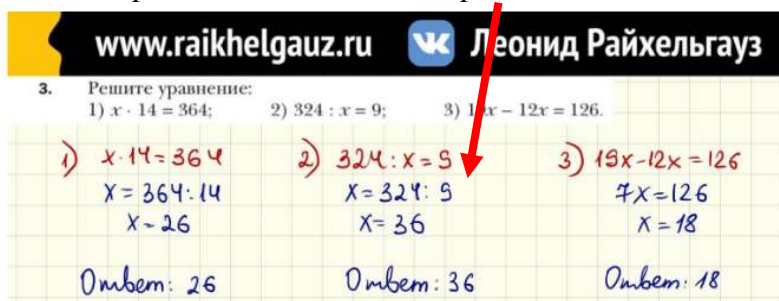 www.raikhelgauz.ru Леонид Райхельгауз
3. Решите уравнение:
1) x · 14 = 364; 2) 324 : x = 9; 3) 19x − 12x = 126.
1) x·14=364
x=364:14
x=26
Ответ: 26
2) 324:x=9
x=324:9
x=36
Ответ: 36
3) 19x-12x=126
7x=126
x=18
Ответ: 18